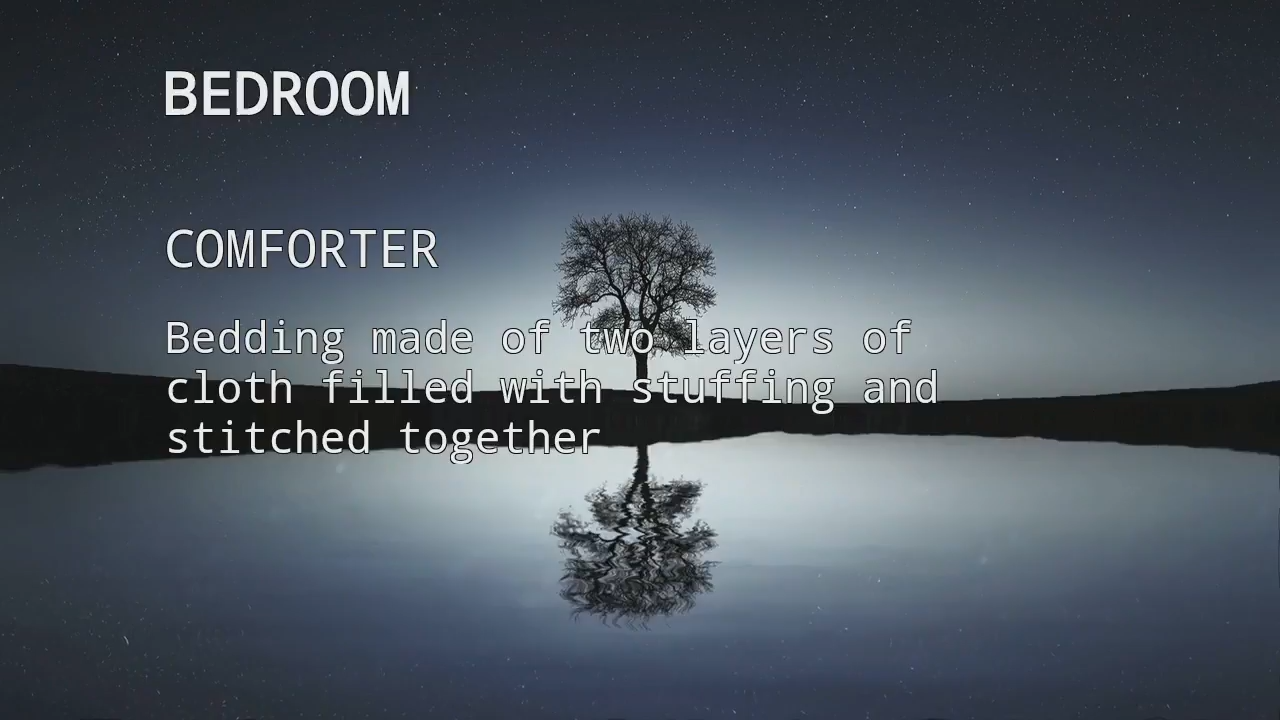 BEDROOM
COMFORTER
Bedding made of two layers of
cloth filled with stuffing and
stitched together